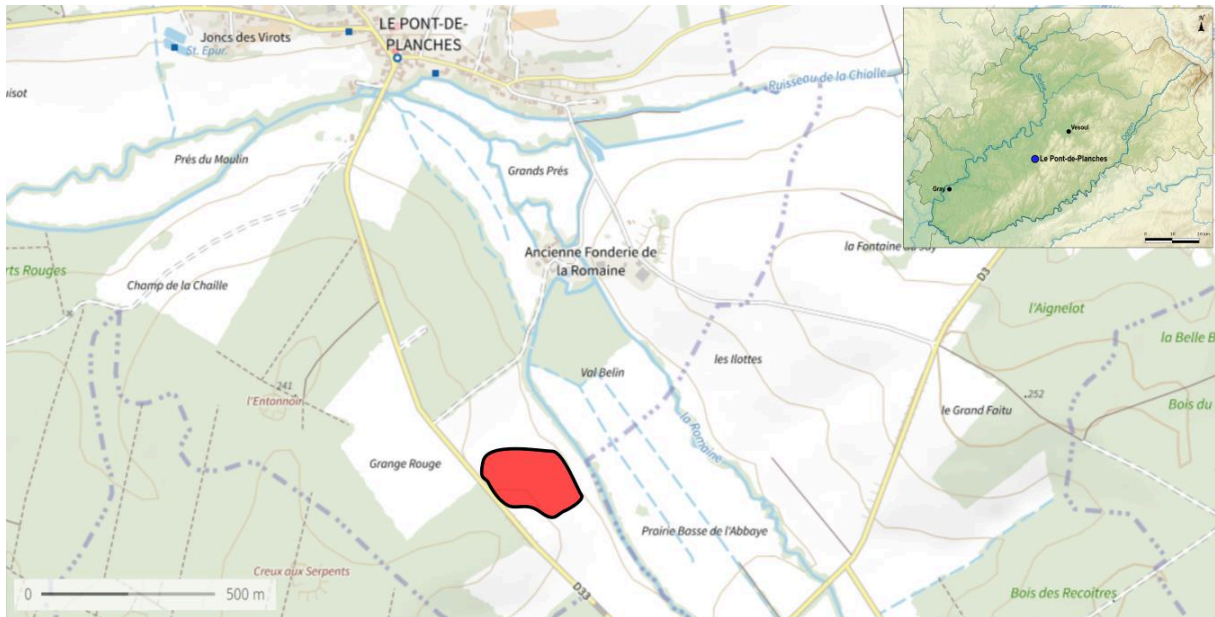 LE PONT-DE-
PLANCHES
Joncs des Virots
St. Epur.
Ruisseau de la Chiolle
Prés du Moulin
Grands Prés
Ancienne Fonderie de
la Romaine
Champ de la Chaille
la Fontaine
D3
l'Aignelot
la Belle B
Val Belin
les Ilottes
241
l'Entonnoir
252
le Grand Faitu
Bois du
la Romaine
Grange Rouge
Prairie Basse de l'Abbaye
Creux aux Serpents
D33
Bois des Recoitres
0 500 m
N
Vesoul
Le Pont-de-Planches
Gray